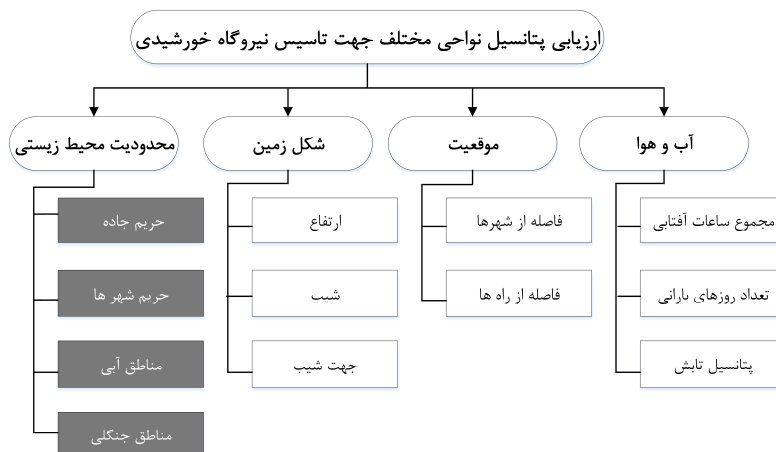 ارزیابی پتانسیل نواحی مختلف جهت تاسیس نیروگاه خورشیدی
آب و هوا
موقعیت
شکل زمین
محدودیت محیط زیستی
مجموع ساعات آفتابی
فاصله از شهرها
ارتفاع
حریم جاده
تعداد روزهای بارانی
فاصله از راه ها
شیب
حریم شهر ها
پتانسیل تابش
جهت شیب
مناطق آبی
مناطق جنگلی